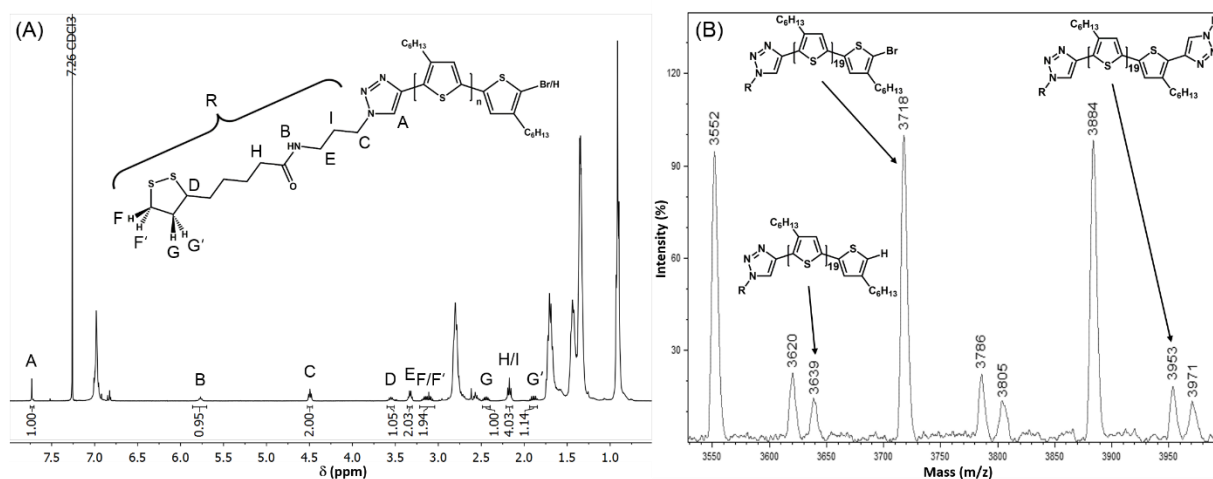 (A)
7.26 CDCl3
R
C₆H₁₃
N=N
N
A
S
n
S
Br/H
C₆H₁₃
I
B
C
HN
E
H
O
S-S
D
F
H
H
F'
H
H
G
G'
A
B
C
D
E
F/F'
G
H/I
G'
1.00
0.95
2.00
1.05
2.03
1.94
1.00
4.03
1.14
7.5 7.0 6.5 6.0 5.5 5.0 4.5 4.0 3.5 3.0 2.5 2.0 1.5 1.0
δ (ppm)
(B)
C₆H₁₃
N=N
N
R
S
19
S
Br
C₆H₁₃
C₆H₁₃
N=N
N
R
S
19
S
C₆H₁₃
N
N=N
C₆H₁₃
N=N
N
R
S
19
S
H
C₆H₁₃
3552
3620
3639
3718
3786
3805
3884
3953
3971
120
90
60
30
Intensity (%)
3550 3600 3650 3700 3750 3800 3850 3900 3950
Mass (m/z)